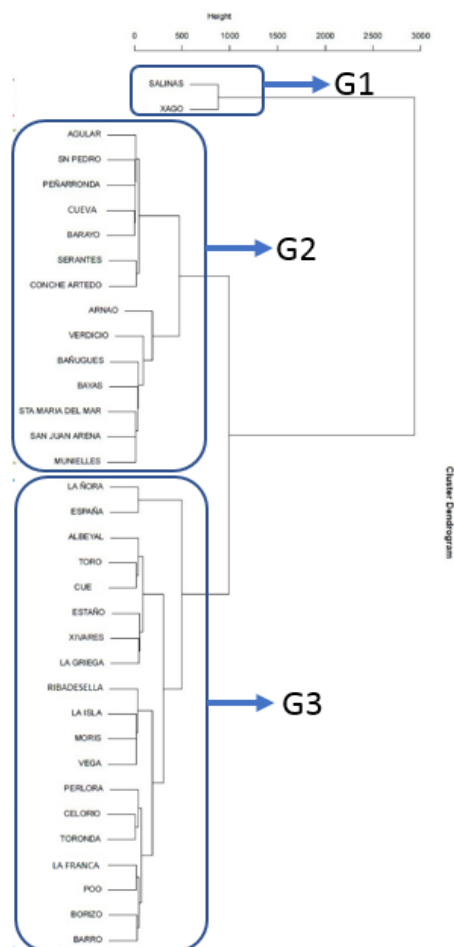 Height
0 500 1000 1500 2000 2500 3000
SALINAS
G1
XAGO
AGULAR
SN PEDRO
PEÑARRONDA
CUEVA
BARAYO
G2
SERANTES
CONCHE ARTEDO
ARNAO
VERDICIO
BAÑUGUES
BAYAS
STA MARIA DEL MAR
SAN JUAN ARENA
MUNIELLES
Cluster Dendrogram
LA ÑORA
ESPAÑA
ALBEYAL
TORO
CUE
ESTAÑO
XIVARES
LA GRIEGA
RIBADESELLA
G3
LA ISLA
MORIS
VEGA
PERLORA
CELORIO
TORONDA
LA FRANCA
POO
BORIZO
BARRO